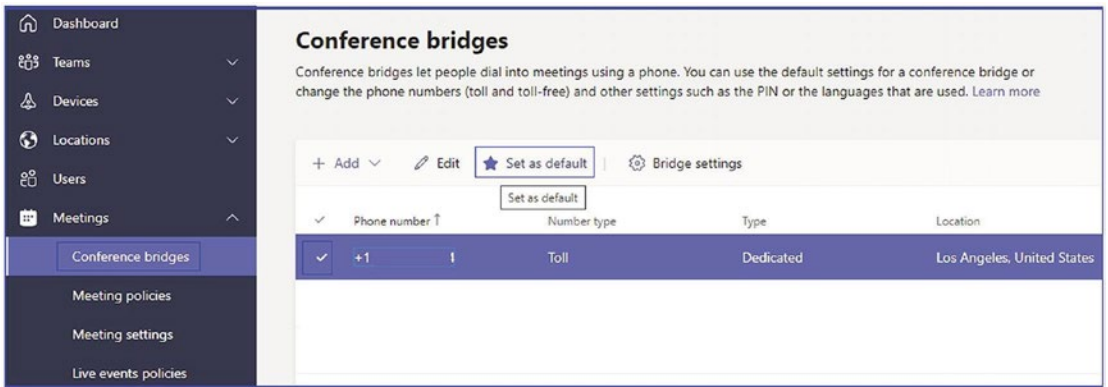 Dashboard
Teams
Devices
Locations
Users
Meetings
Conference bridges
Meeting policies
Meeting settings
Live events policies
Conference bridges
Conference bridges let people dial into meetings using a phone. You can use the default settings for a conference bridge or
change the phone numbers (toll and toll-free) and other settings such as the PIN or the languages that are used. Learn more
+ Add Edit Set as default Bridge settings
Set as default
Phone number ↑ Number type Type Location
+1 Toll Dedicated Los Angeles, United States